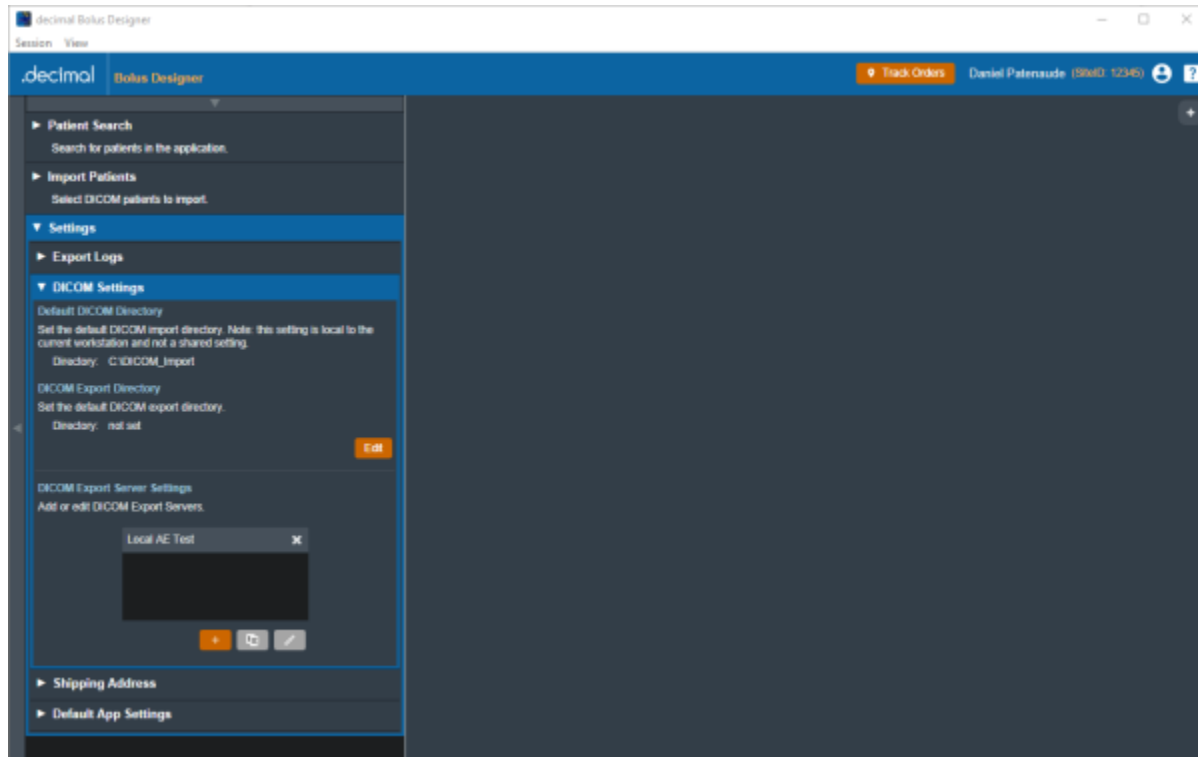 decimal Bolus Designer
Session View
.decimal Bolus Designer Track Orders Daniel Patenaude (SiteID: 12345) ?
Patient Search
Search for patients in the application.
Import Patients
Select DICOM patients to import.
Settings
Export Logs
DICOM Settings
Default DICOM Directory
Set the default DICOM import directory. Note: this setting is local to the
current workstation and not a shared setting.
Directory: C:\DICOM_Import
DICOM Export Directory
Set the default DICOM export directory.
Directory: not set
Edit
DICOM Export Server Settings
Add or edit DICOM Export Servers.
Local AE Test
Shipping Address
Default App Settings